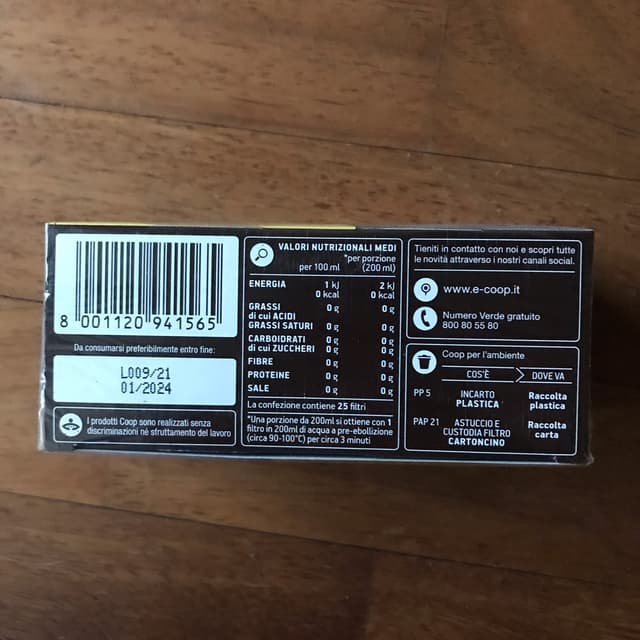 8 001120 941565
Da consumarsi preferibilmente entro fine:
L009/21
01/2024
I prodotti Coop sono realizzati senza
discriminazioni né sfruttamento del lavoro
VALORI NUTRIZIONALI MEDI
*per porzione
per 100 ml (200 ml)
ENERGIA 1 kJ 2 kJ
0 kcal 0 kcal
GRASSI 0 g 0 g
di cui ACIDI
GRASSI SATURI 0 g 0 g
CARBOIDRATI 0 g 0 g
di cui ZUCCHERI 0 g 0 g
FIBRE 0 g 0 g
PROTEINE 0 g 0 g
SALE 0 g 0 g
La confezione contiene 25 filtri
*Una porzione da 200ml si ottiene con 1
filtro in 200ml di acqua a pre-ebollizione
(circa 90-100°C) per circa 3 minuti
Tieniti in contatto con noi e scopri tutte
le novità attraverso i nostri canali social.
www.e-coop.it
Numero Verde gratuito
800 80 55 80
Coop per l'ambiente
COS'È DOVE VA
PP 5 INCARTO Raccolta
PLASTICA plastica
PAP 21 ASTUCCIO E Raccolta
CUSTODIA FILTRO carta
CARTONCINO